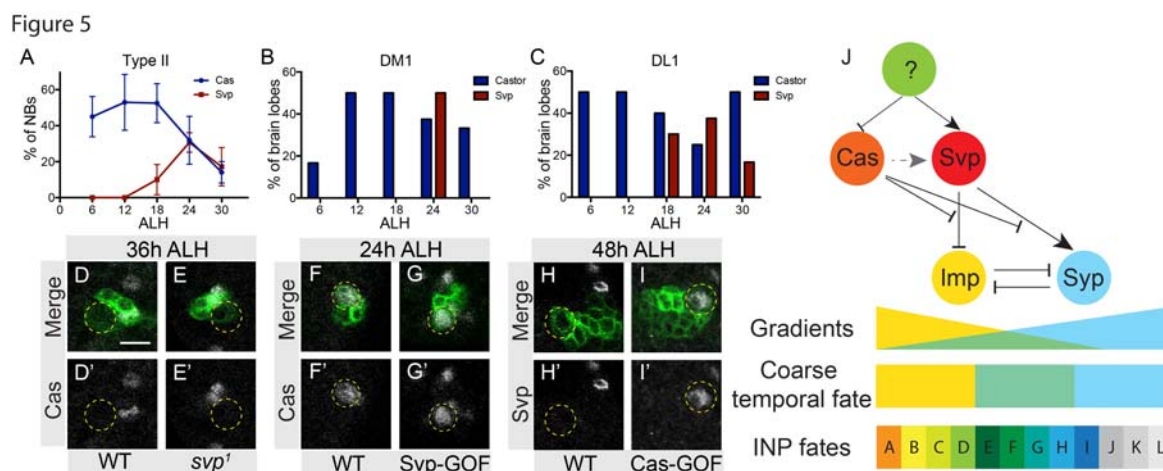 Figure 5
A
Type II
Cas
Svp
% of NBs
60
40
20
0
0 6 12 18 24 30
ALH
B
DM1
Castor
Svp
% of brain lobes
60
40
20
0
6 12 18 24 30
ALH
C
DL1
Castor
Svp
% of brain lobes
60
40
20
0
6 12 18 24 30
ALH
36h ALH
24h ALH
48h ALH
Merge
D E
Merge
F G
Merge
H I
Cas
D' E'
Cas
F' G'
Svp
H' I'
WT svp¹
WT Svp-GOF
WT Cas-GOF
J
?
Cas Svp
Imp Syp
Gradients
Coarse
temporal fate
INP fates
A B C D E F G H I J K L